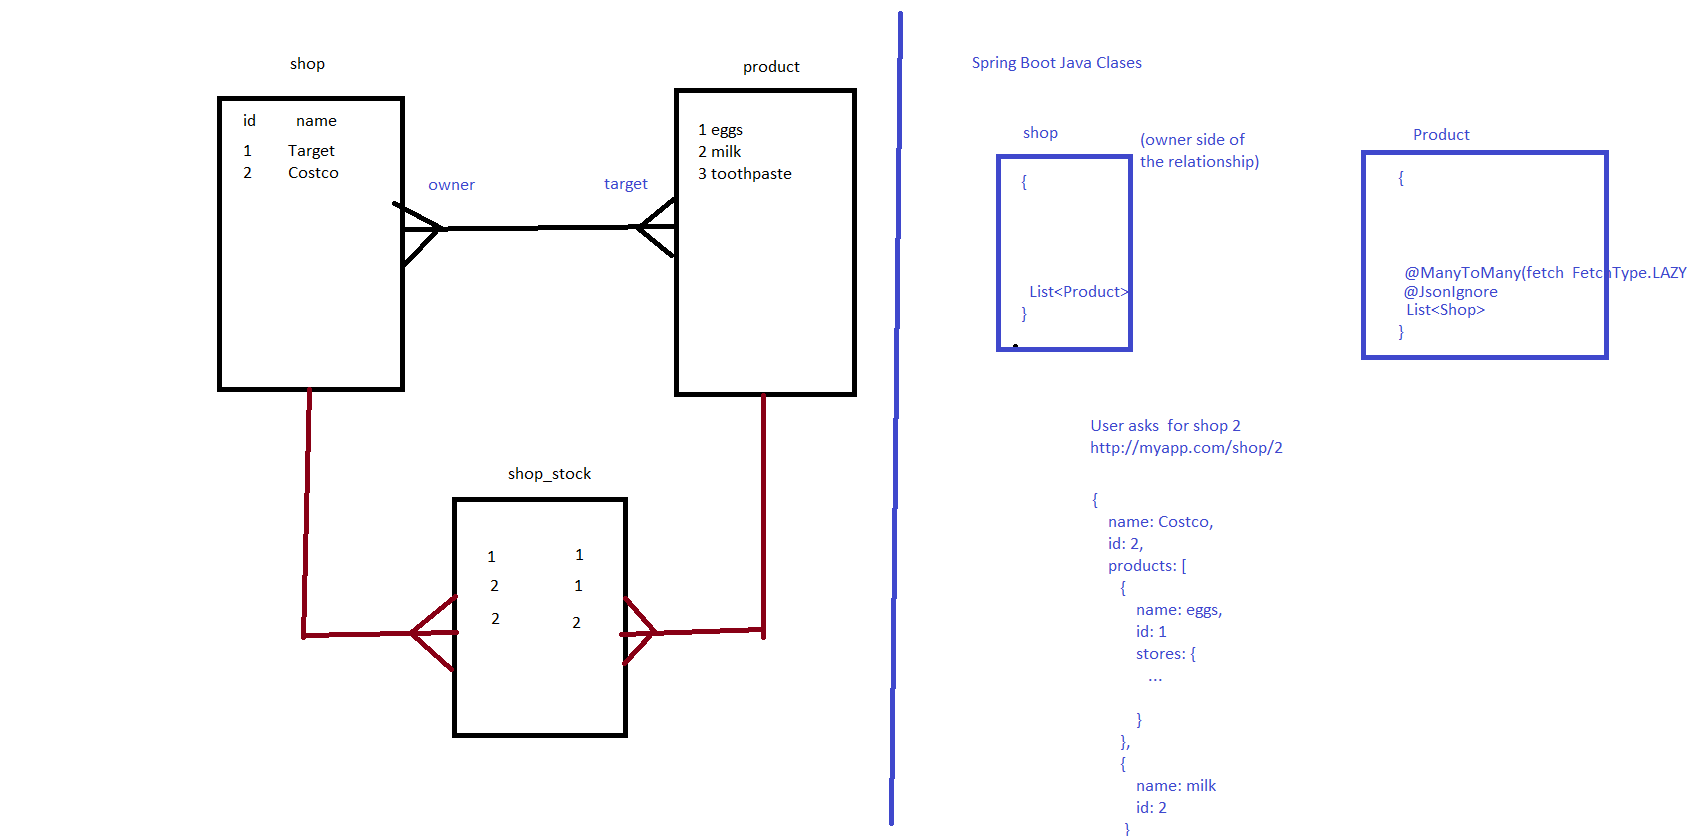 shop
id name
1 Target
2 Costco
owner
target
product
1 eggs
2 milk
3 toothpaste
shop_stock
1 1
2 1
2 2
Spring Boot Java Clases
shop
(owner side of
the relationship)
{
List<Product>
}
Product
{
@ManyToMany(fetch FetchType.LAZY
@JsonIgnore
List<Shop>
}
User asks for shop 2
http://myapp.com/shop/2
{
name: Costco,
id: 2,
products: [
{
name: eggs,
id: 1
stores: {
...
}
},
{
name: milk
id: 2
}